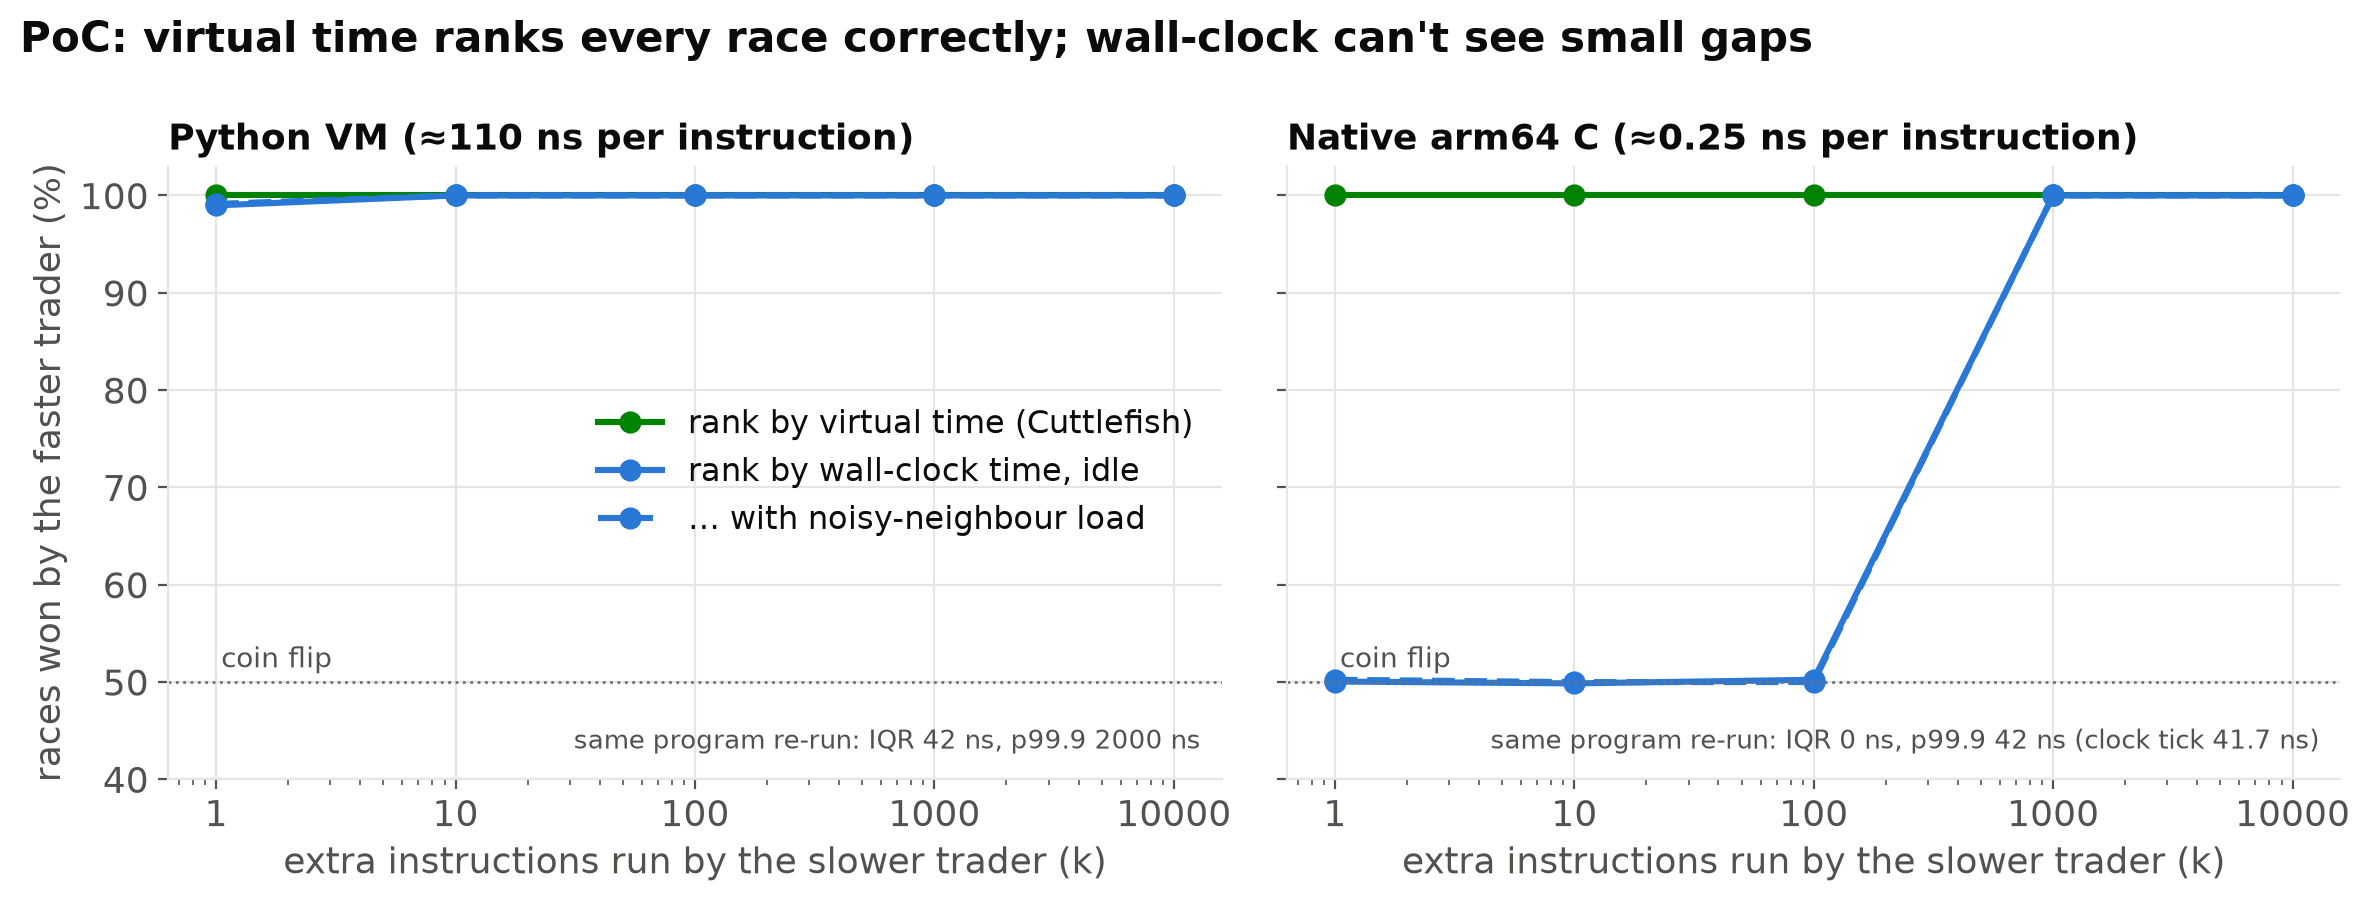 PoC: virtual time ranks every race correctly; wall-clock can't see small gaps
Python VM (≈110 ns per instruction)
races won by the faster trader (%)
100
90
80
70
60
50
40
rank by virtual time (Cuttlefish)
rank by wall-clock time, idle
... with noisy-neighbour load
coin flip
same program re-run: IQR 42 ns, p99.9 2000 ns
1 10 100 1000 10000
extra instructions run by the slower trader (k)
Native arm64 C (≈0.25 ns per instruction)
coin flip
same program re-run: IQR 0 ns, p99.9 42 ns (clock tick 41.7 ns)
1 10 100 1000 10000
extra instructions run by the slower trader (k)